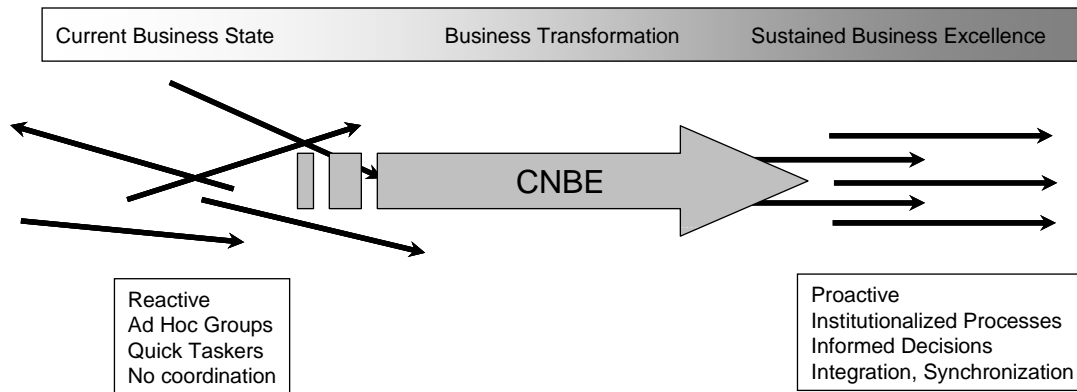 Current Business State Business Transformation Sustained Business Excellence
CNBE
Reactive
Ad Hoc Groups
Quick Taskers
No coordination
Proactive
Institutionalized Processes
Informed Decisions
Integration, Synchronization